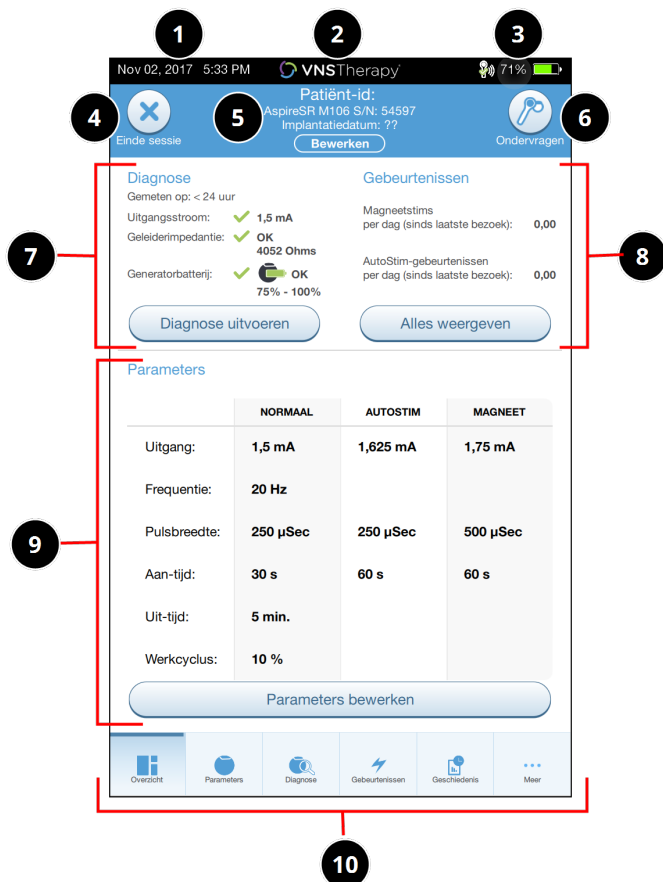 1
2
3
Nov 02, 2017 5:33 PM
VNSTherapy
71%
4
Einde sessie
5
Patiënt-id:
AspireSR M106 S/N: 54597
Implantatiedatum: ??
Bewerken
Ondervragen
6
7
Diagnose
Gemeten op: < 24 uur
Uitgangsstroom: 1,5 mA
Geleiderimpedantie: OK
4052 Ohms
Generatorbatterij: OK
75% - 100%
Diagnose uitvoeren
Gebeurtenissen
Magneetstims
per dag (sinds laatste bezoek): 0,00
AutoStim-gebeurtenissen
per dag (sinds laatste bezoek): 0,00
Alles weergeven
8
9
Parameters
NORMAAL AUTOSTIM MAGNEET
Uitgang: 1,5 mA 1,625 mA 1,75 mA
Frequentie: 20 Hz
Pulsbreedte: 250 µSec 250 µSec 500 µSec
Aan-tijd: 30 s 60 s 60 s
Uit-tijd: 5 min.
Werkcyclus: 10 %
Parameters bewerken
Overzicht Parameters Diagnose Gebeurtenissen Geschiedenis Meer
10